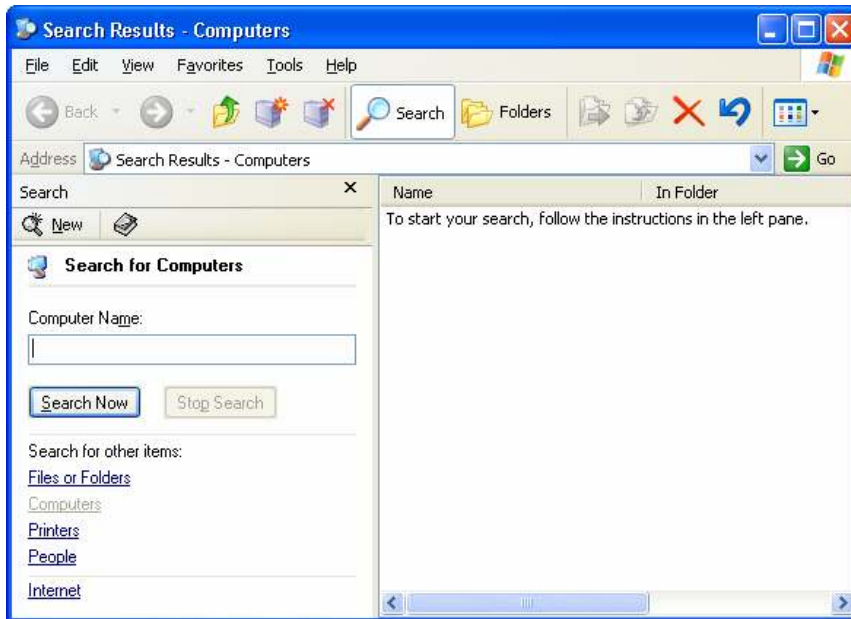 Search Results - Computers
File Edit View Favorites Tools Help
Back Search Folders
Address Search Results - Computers Go
Search
Name In Folder
New
To start your search, follow the instructions in the left pane.
Search for Computers
Computer Name:
Search Now Stop Search
Search for other items:
Files or Folders
Computers
Printers
People
Internet